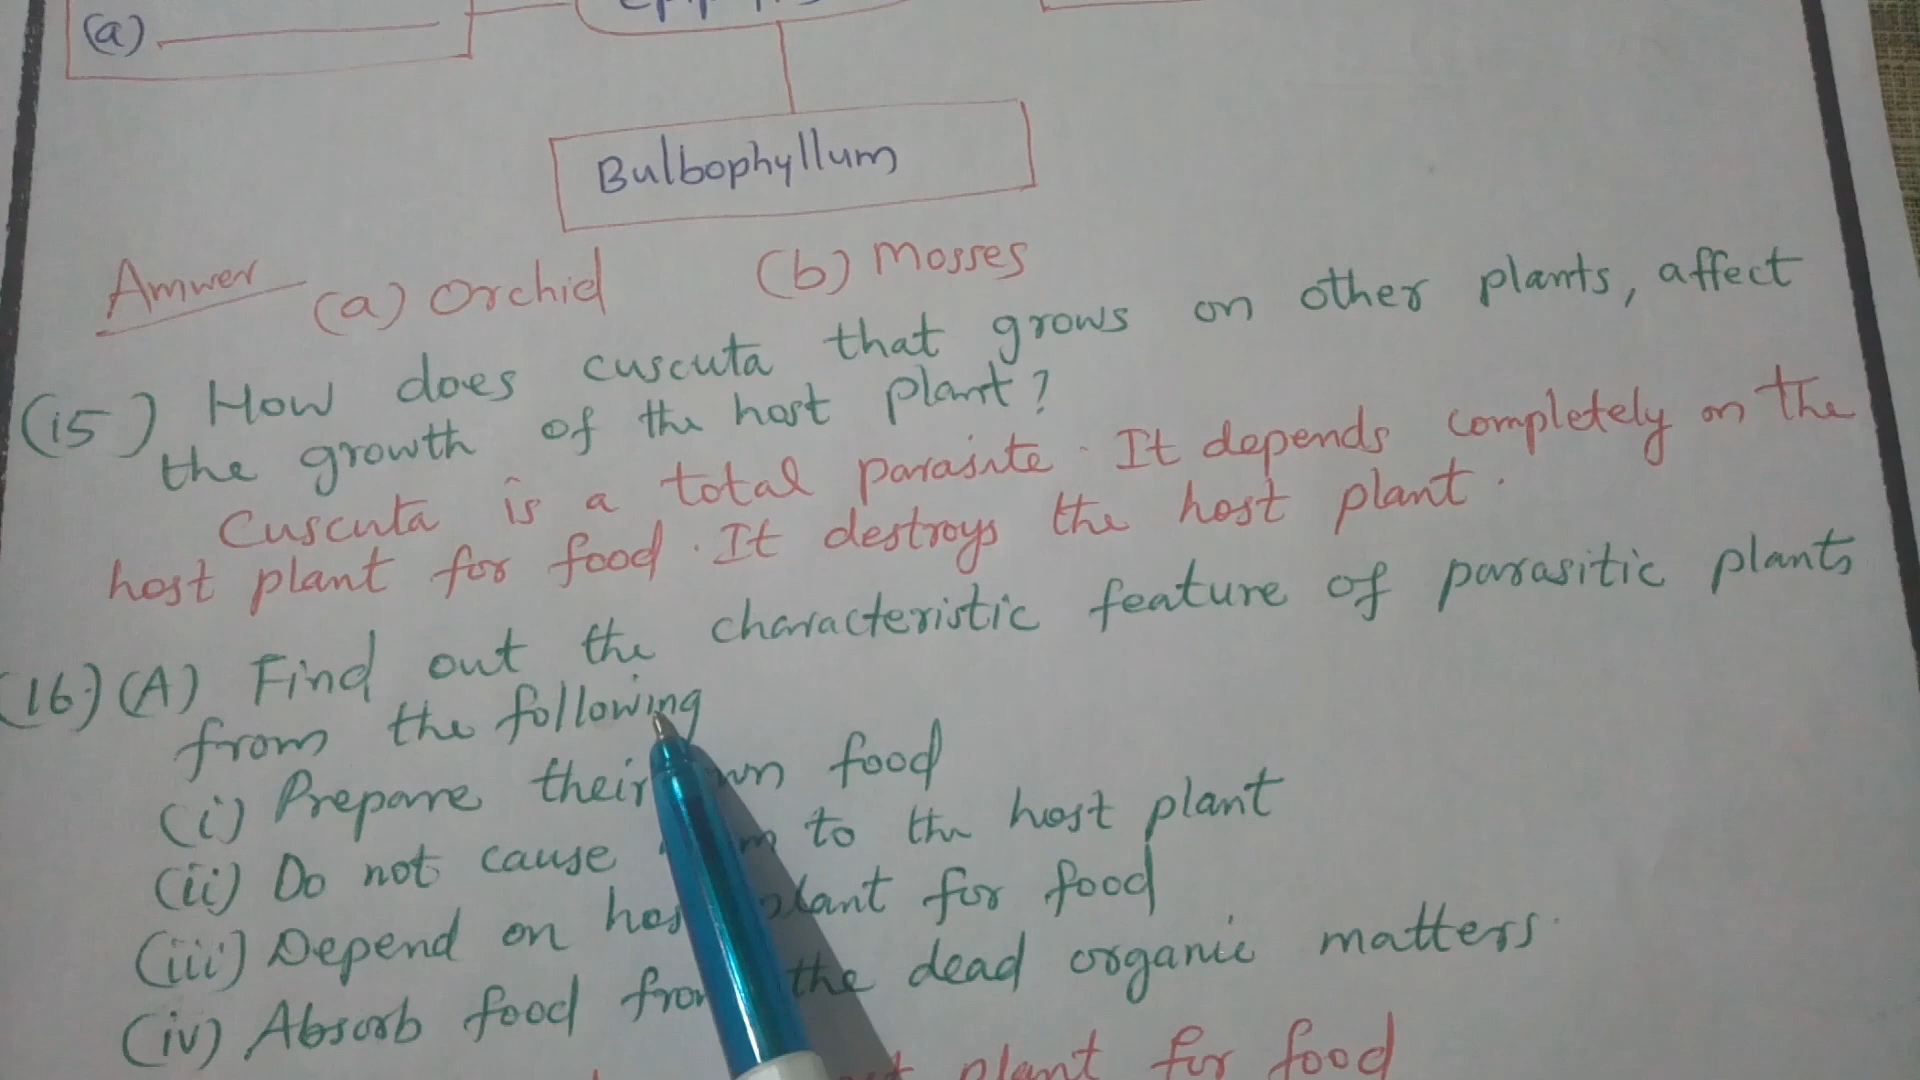 (a)
Bulbophyllum
Answer (a) Orchid (b) Mosses
(15) How does cuscuta that grows on other plants, affect
the growth of the host plant?
Cuscuta is a total parasite. It depends completely on the
host plant for food. It destroys the host plant.
(16) (A) Find out the characteristic feature of parasitic plants
from the following
(i) Prepare their own food
(ii) Do not cause to the host plant
(iii) Depend on host plant for food
(iv) Absorb food from the dead organic matters.
plant for food